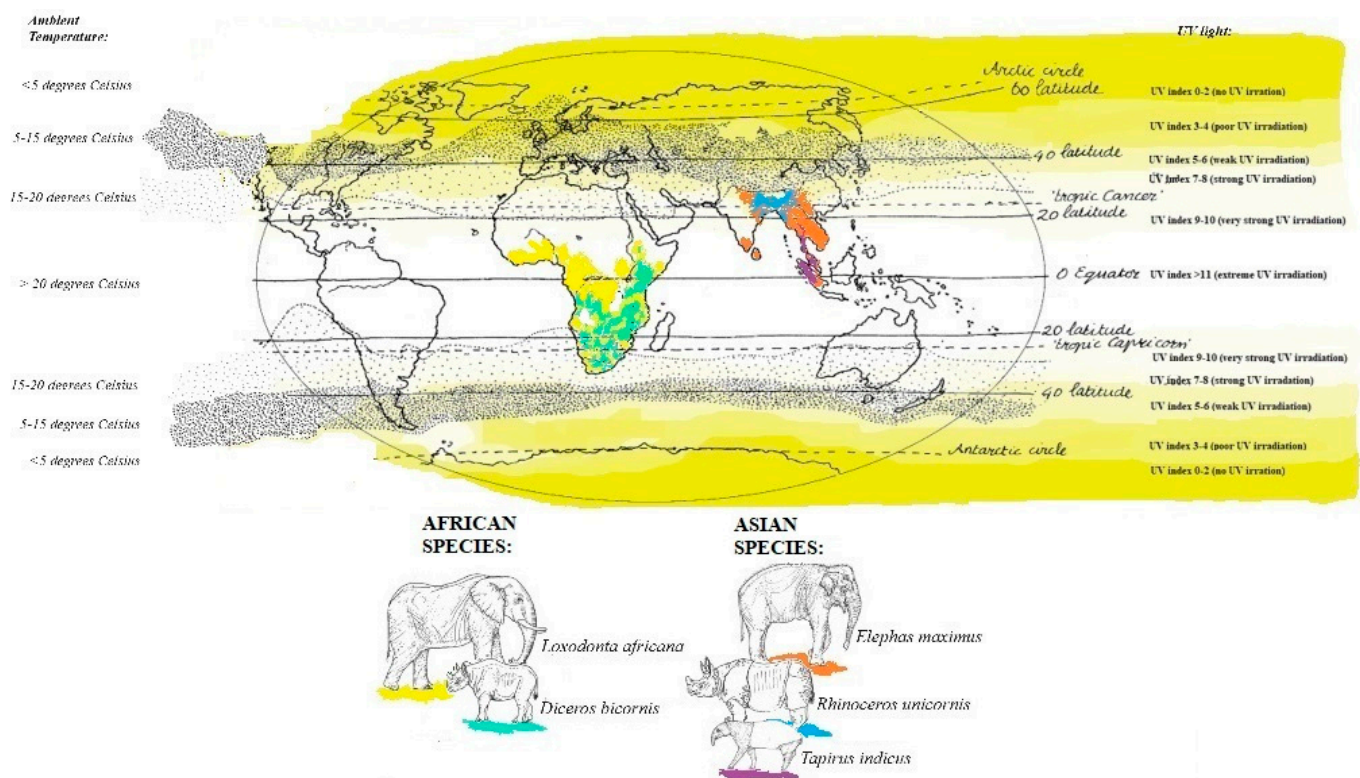 Ambient
Temperature:
UV light:
<5 degrees Celsius
5-15 degrees Celsius
15-20 degrees Celsius
> 20 degrees Celsius
15-20 degrees Celsius
5-15 degrees Celsius
<5 degrees Celsius
Arctic circle
60 latitude
40 latitude
'tropic Cancer'
20 latitude
0 Equator
20 latitude
'tropic Capricorn'
40 latitude
Antarctic circle
UV index 0-2 (no UV irration)
UV index 3-4 (poor UV irradiation)
UV index 5-6 (weak UV irradiation)
UV index 7-8 (strong UV irradiation)
UV index 9-10 (very strong UV irradiation)
UV index >11 (extreme UV irradiation)
UV index 9-10 (very strong UV irradiation)
UV index 7-8 (strong UV irradation)
UV index 5-6 (weak UV irradiation)
UV index 3-4 (poor UV irradiation)
UV index 0-2 (no UV irration)
AFRICAN
SPECIES:
ASIAN
SPECIES:
Loxodonta africana
Diceros bicornis
Elephas maximus
Rhinoceros unicornis
Tapirus indicus